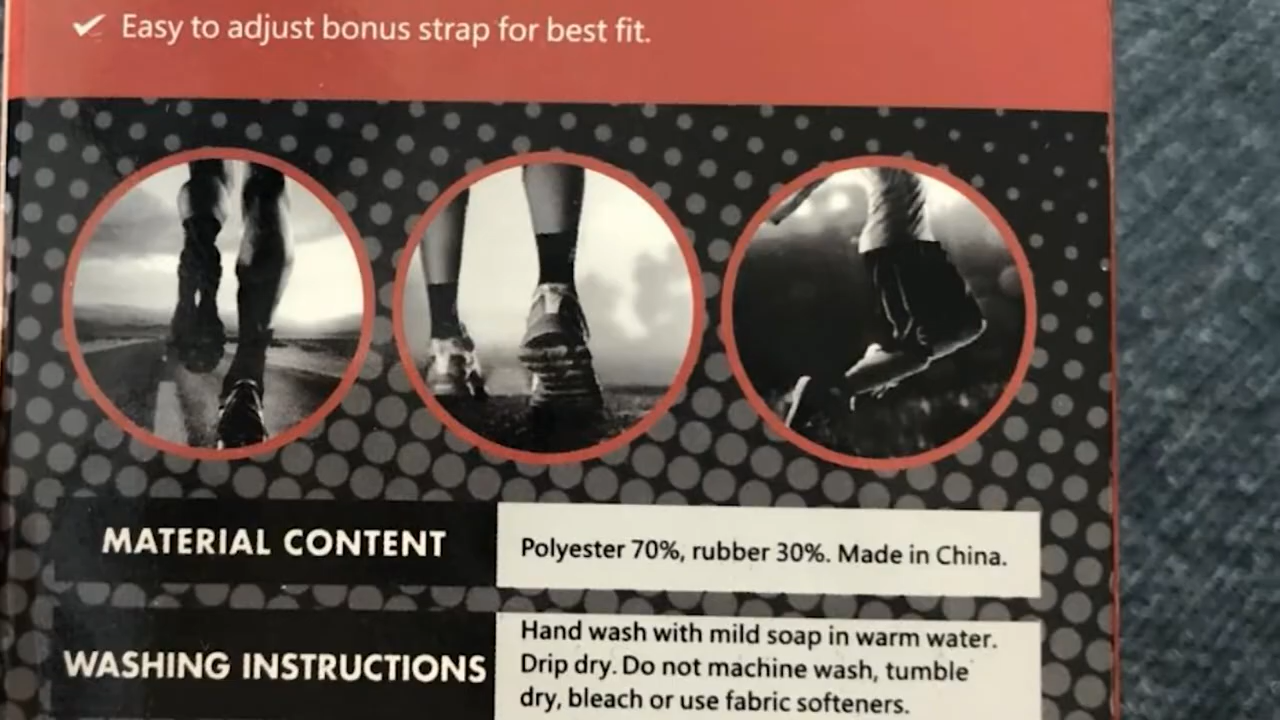 Easy to adjust bonus strap for best fit.
MATERIAL CONTENT
Polyester 70%, rubber 30%. Made in China.
WASHING INSTRUCTIONS
Hand wash with mild soap in warm water.
Drip dry. Do not machine wash, tumble
dry, bleach or use fabric softeners.